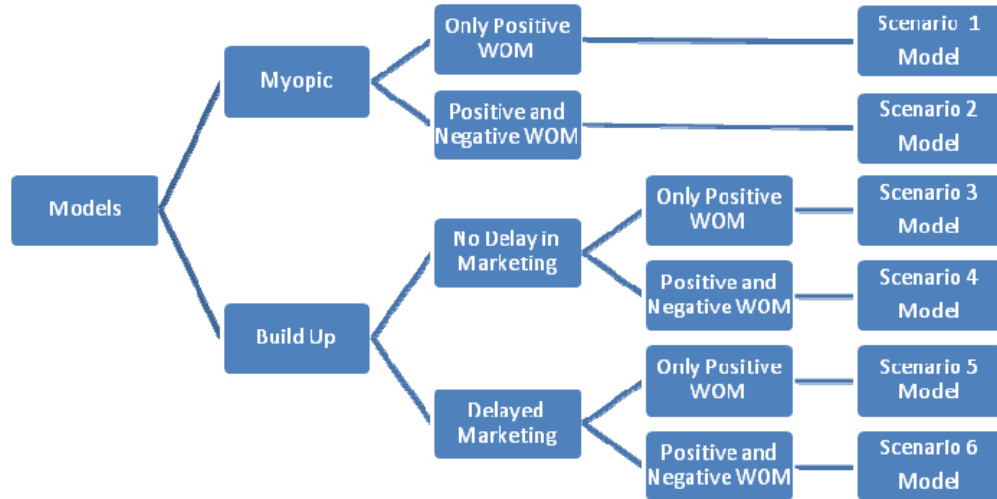 Only Positive
WOM
Scenario 1
Model
Myopic
Positive and
Negative WOM
Scenario 2
Model
Models
Only Positive
WOM
Scenario 3
Model
No Delay in
Marketing
Positive and
Negative WOM
Scenario 4
Model
Build Up
Only Positive
WOM
Scenario 5
Model
Delayed
Marketing
Positive and
Negative WOM
Scenario 6
Model